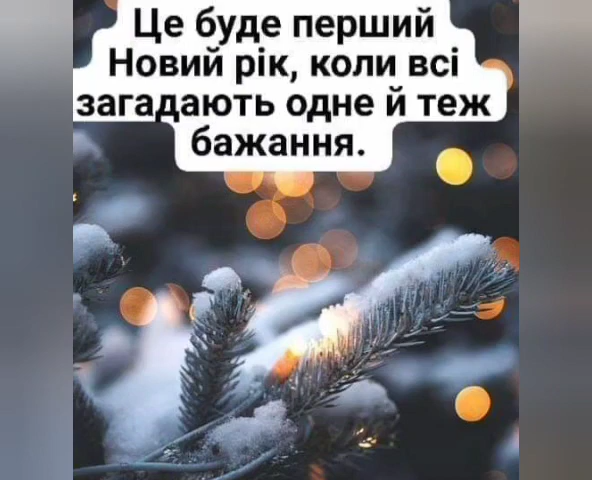 Це буде перший
Новий рік, коли всі
загадають одне й теж
бажання.